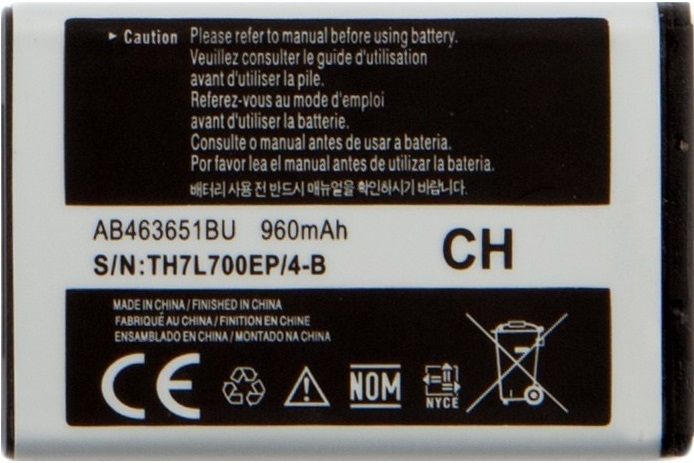 ▸ Caution Please refer to manual before using battery.
Veuillez consulter le guide d'utilisation
avant d'utiliser la pile.
Referez-vous au mode d'emploi
avant d'utiliser la batterie.
Consulte o manual antes de usar a bateria.
Por favor lea el manual antes de utilizar la bateria.
배터리 사용 전 반드시 매뉴얼을 확인하시기 바랍니다.
AB463651BU 960mAh
S/N:TH7L700EP/4-B
CH
MADE IN CHINA / FINISHED IN CHINA
FABRIQUÉ AU CHINA / FINITION EN CHINE
ENSAMBLADO EN CHINA / MONTADO NA CHINA
CE
NOM
NYCE